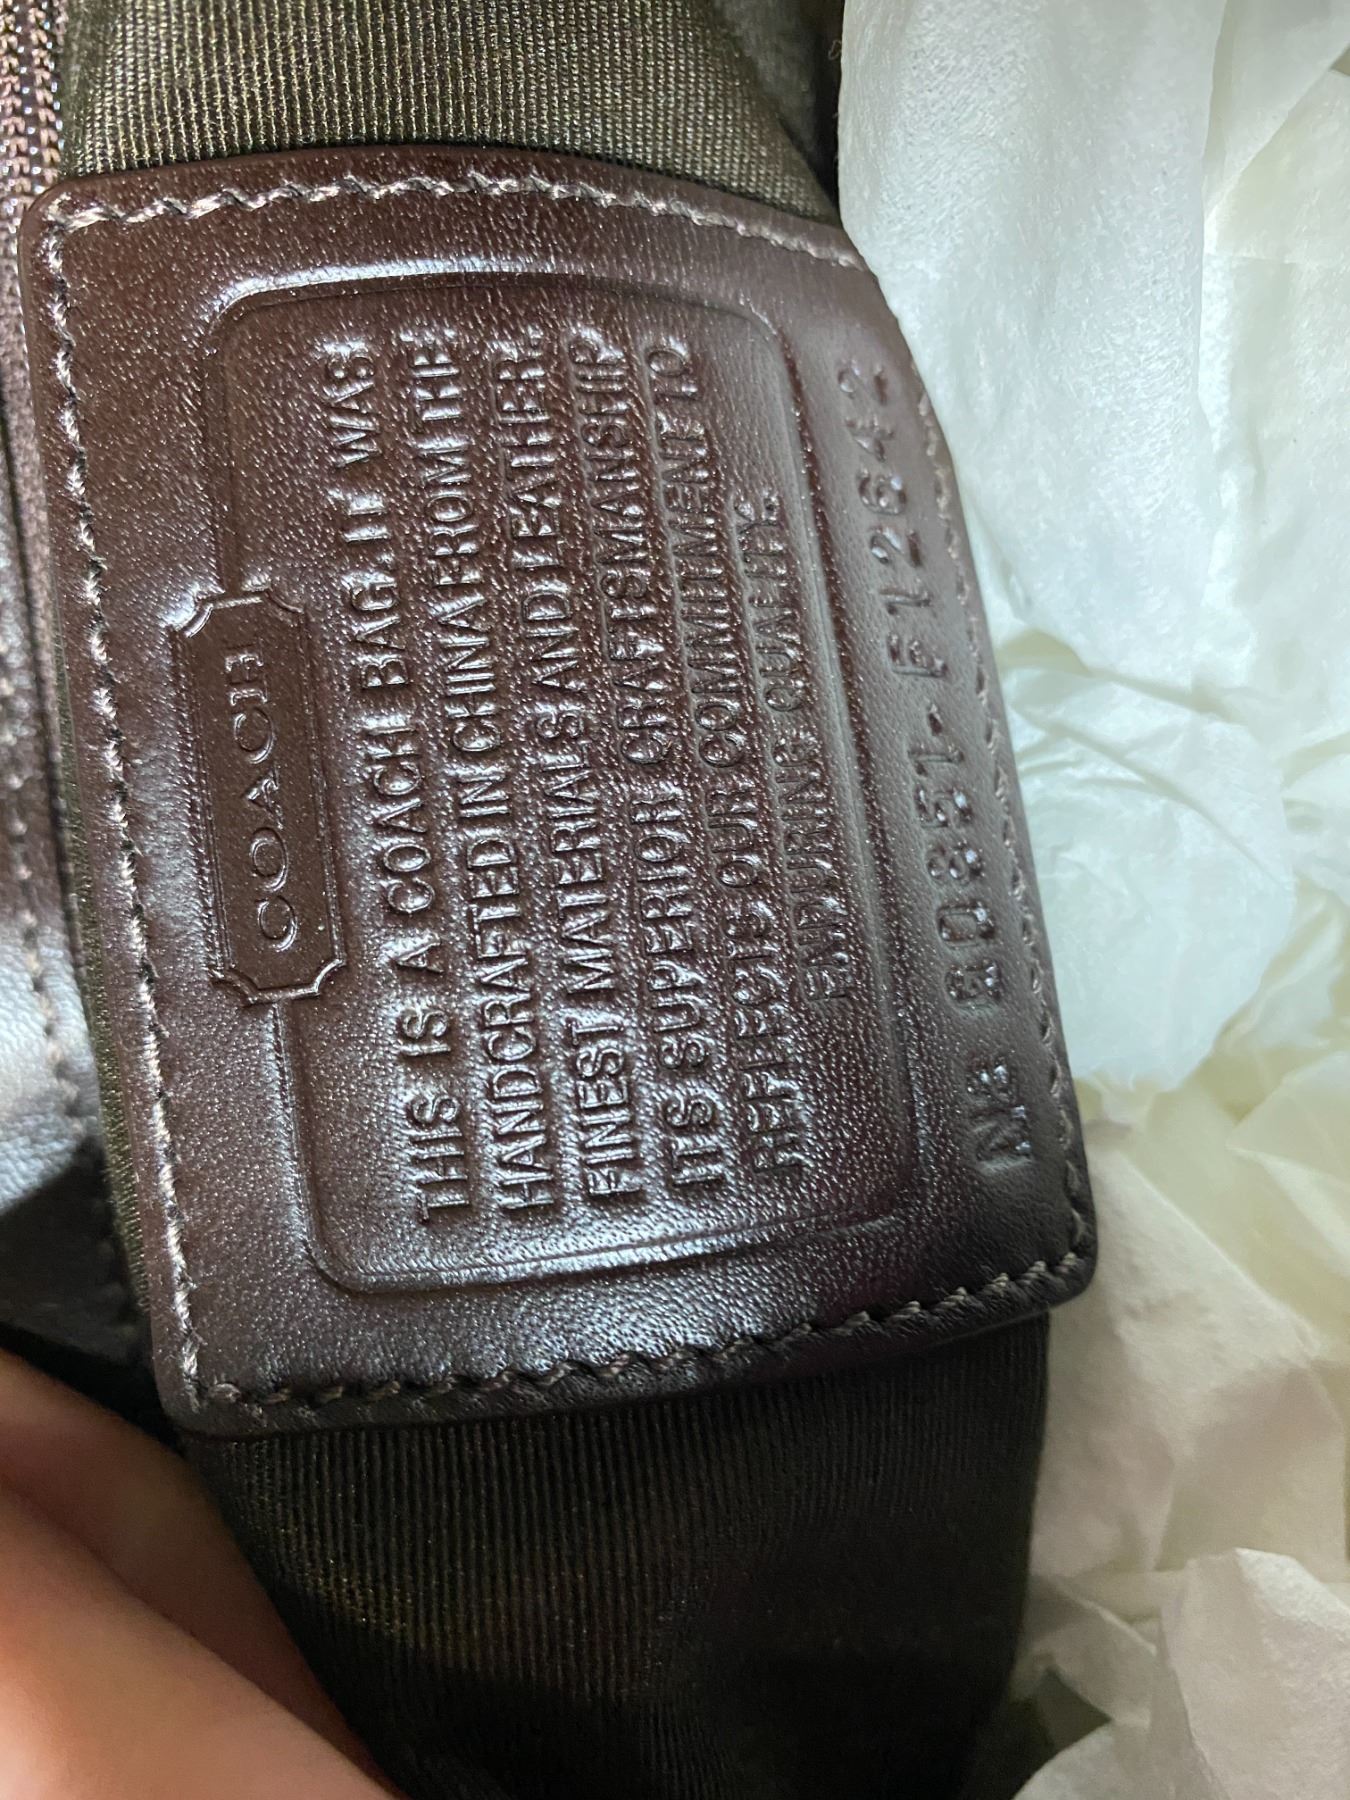 COACH
THIS IS A COACH BAG. IT WAS
HANDCRAFTED IN CHINA FROM THE
FINEST MATERIALS AND LEATHER.
ITS SUPERIOR CRAFTSMANSHIP
REFLECTS OUR COMMITMENT TO
ENDURING QUALITY.
Nº G0851-F12642